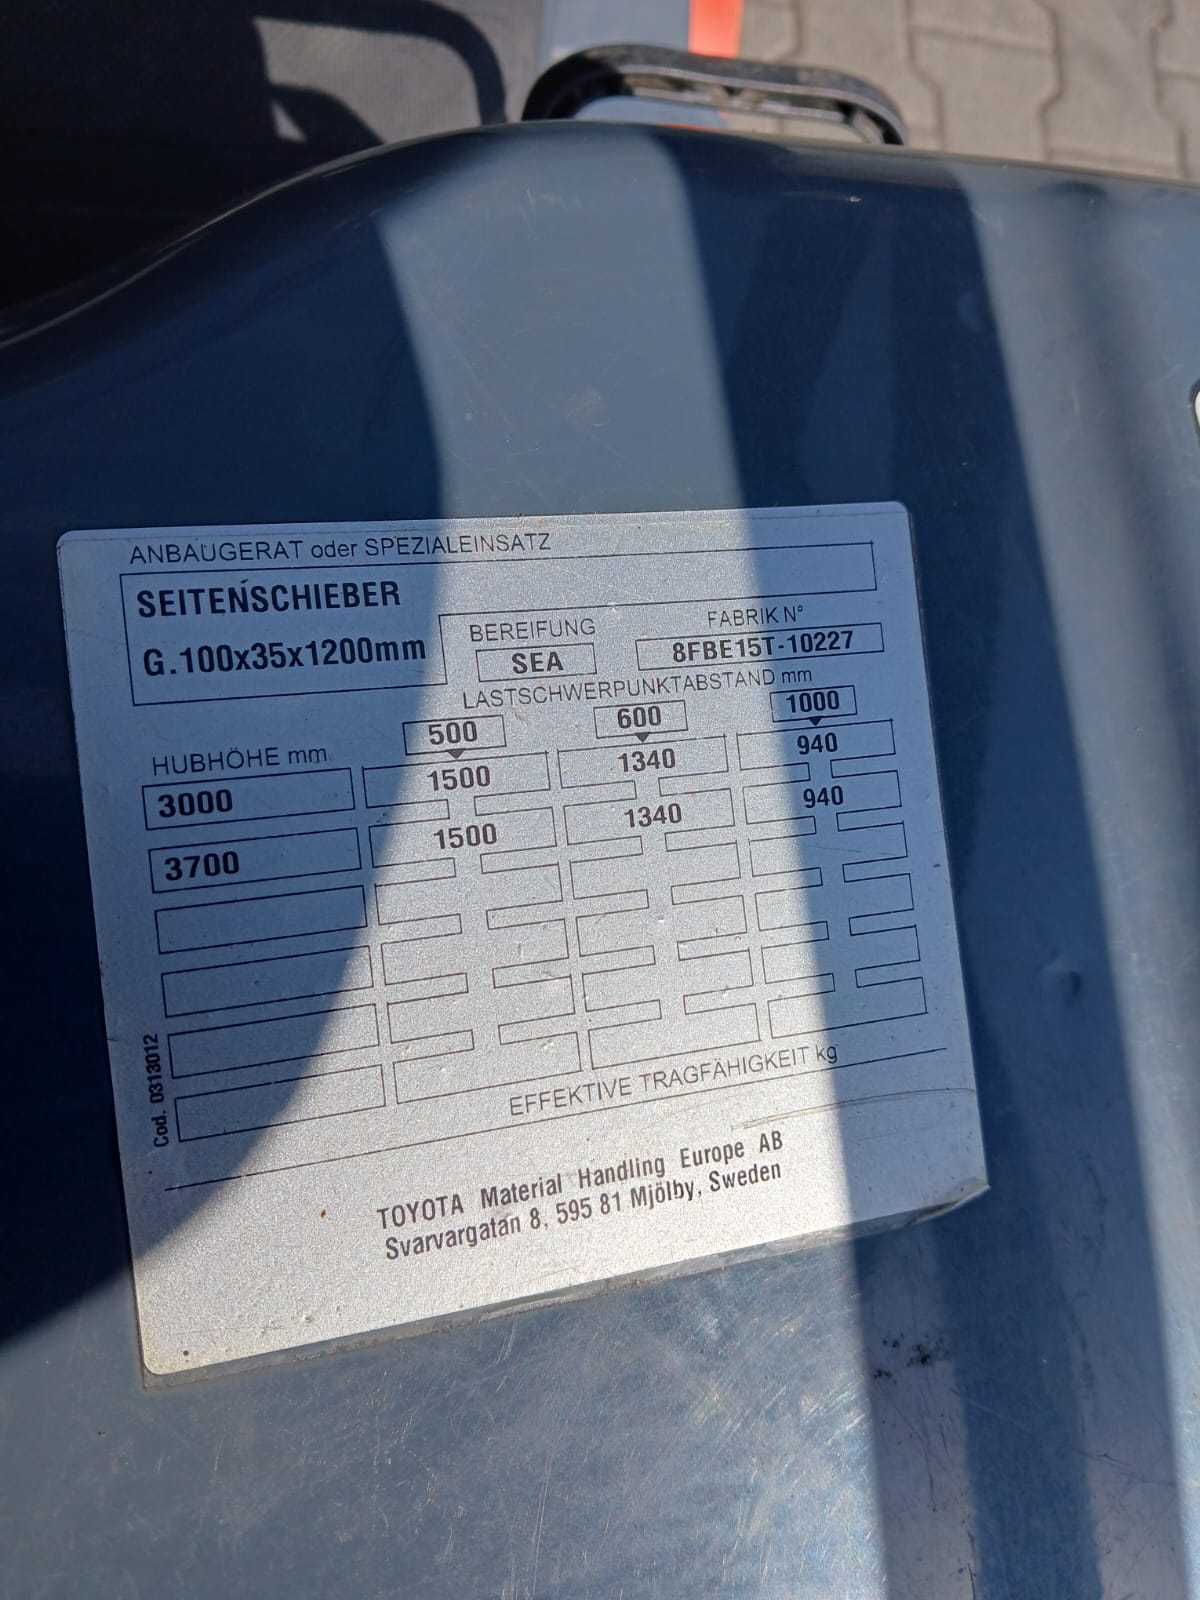 ANBAUGERAT oder SPEZIALEINSATZ
SEITENSCHIEBER
G.100x35x1200mm
BEREIFUNG
SEA
FABRIK N°
8FBE15T-10227
LASTSCHWERPUNKTABSTAND mm
500 600 1000
HUBHÖHE mm
3000 1500 1340 940
3700 1500 1340 940
EFFEKTIVE TRAGFÄHIGKEIT kg
Cod. 0313012
TOYOTA Material Handling Europe AB
Svarvargatan 8, 595 81 Mjölby, Sweden